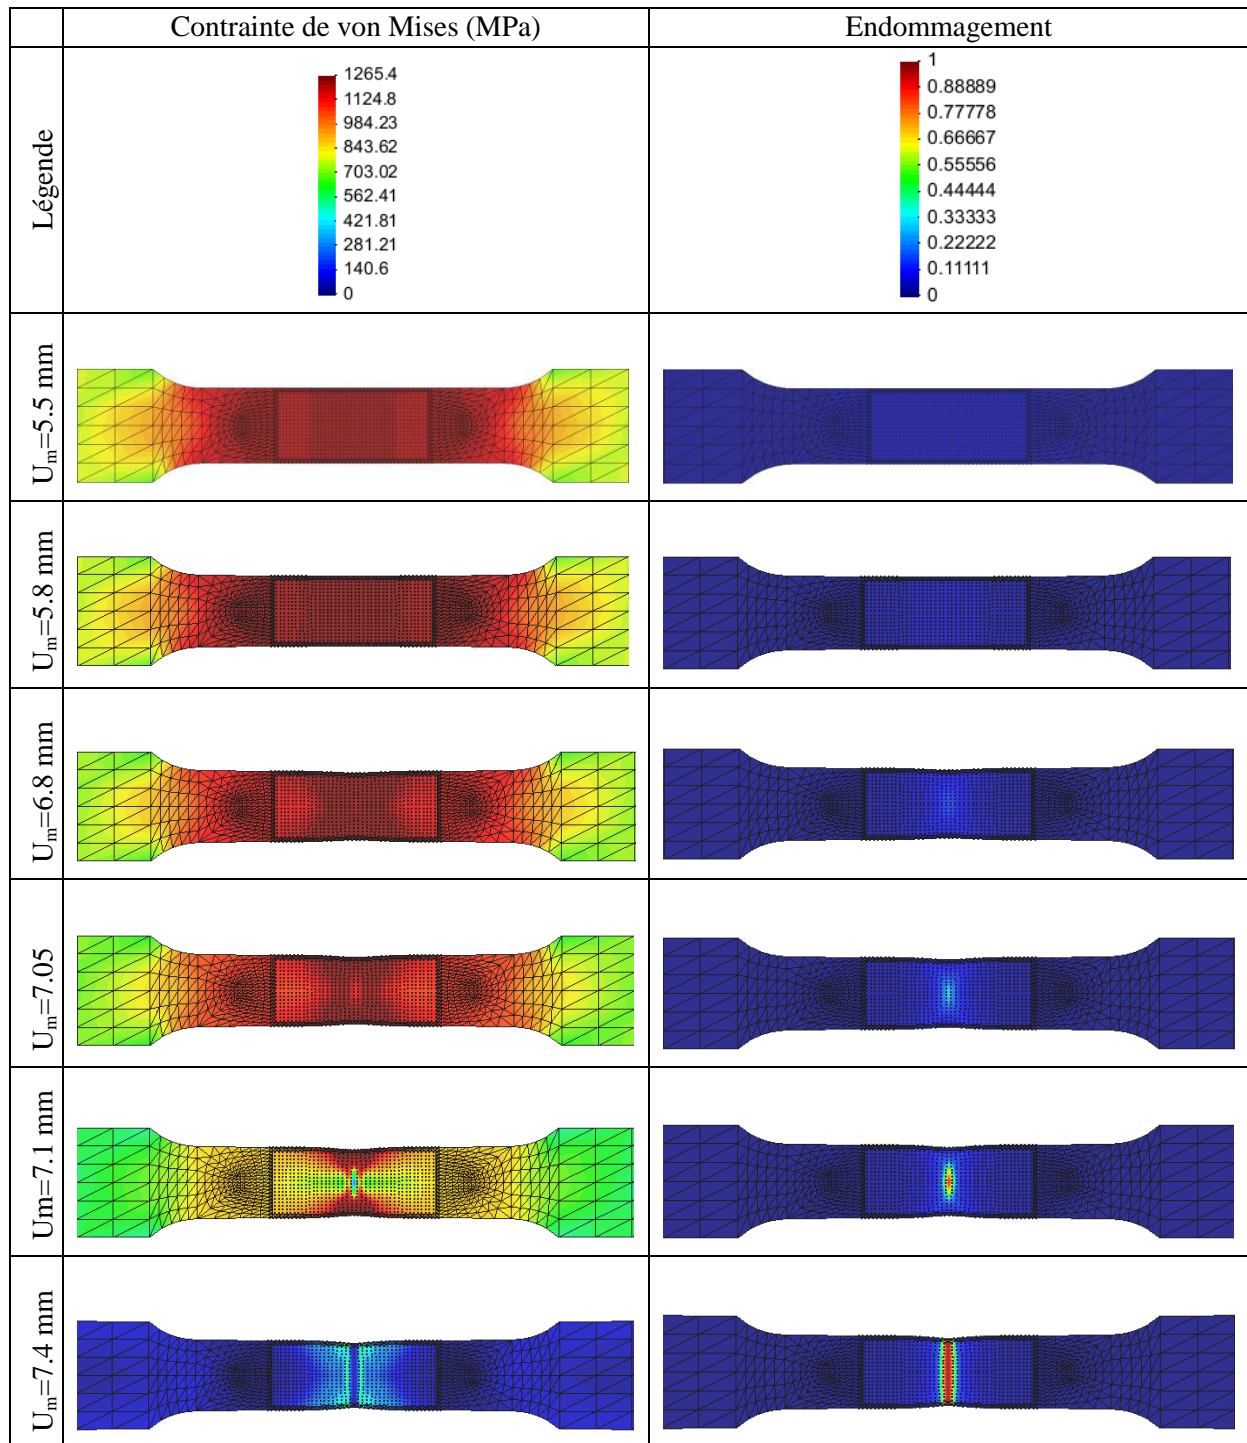 Contrainte de von Mises (MPa)
Endommagement
Légende
1265.4
1124.8
984.23
843.62
703.02
562.41
421.81
281.21
140.6
0
1
0.88889
0.77778
0.66667
0.55556
0.44444
0.33333
0.22222
0.11111
0
Um=5.5 mm
Um=5.8 mm
Um=6.8 mm
Um=7.05
Um=7.1 mm
Um=7.4 mm